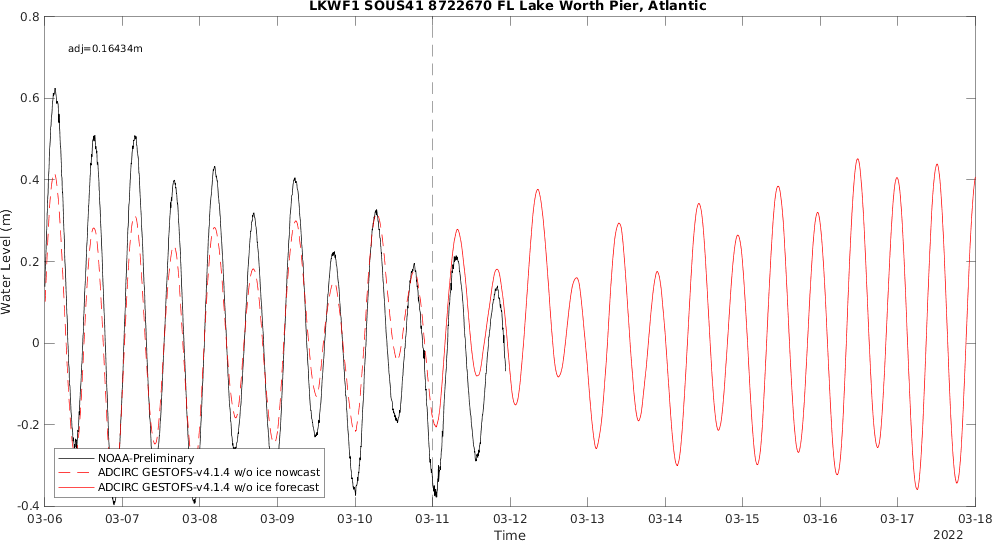 LKWF1 SOUS41 8722670 FL Lake Worth Pier, Atlantic
adj=0.16434m
0.8
0.6
0.4
0.2
0
-0.2
-0.4
Water Level (m)
NOAA-Preliminary
ADCIRC GESTOFS-v4.1.4 w/o ice nowcast
ADCIRC GESTOFS-v4.1.4 w/o ice forecast
03-06 03-07 03-08 03-09 03-10 03-11 03-12 03-13 03-14 03-15 03-16 03-17 03-18
Time
2022